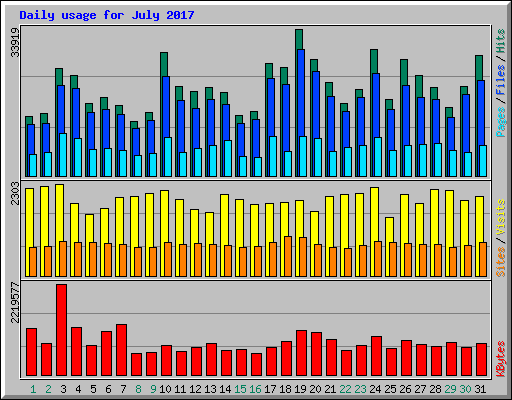 Daily usage for July 2017
33919
Pages / Files / Hits
2303
Sites / Visits
2219577
KBytes
1 2 3 4 5 6 7 8 9 10 11 12 13 14 15 16 17 18 19 20 21 22 23 24 25 26 27 28 29 30 31